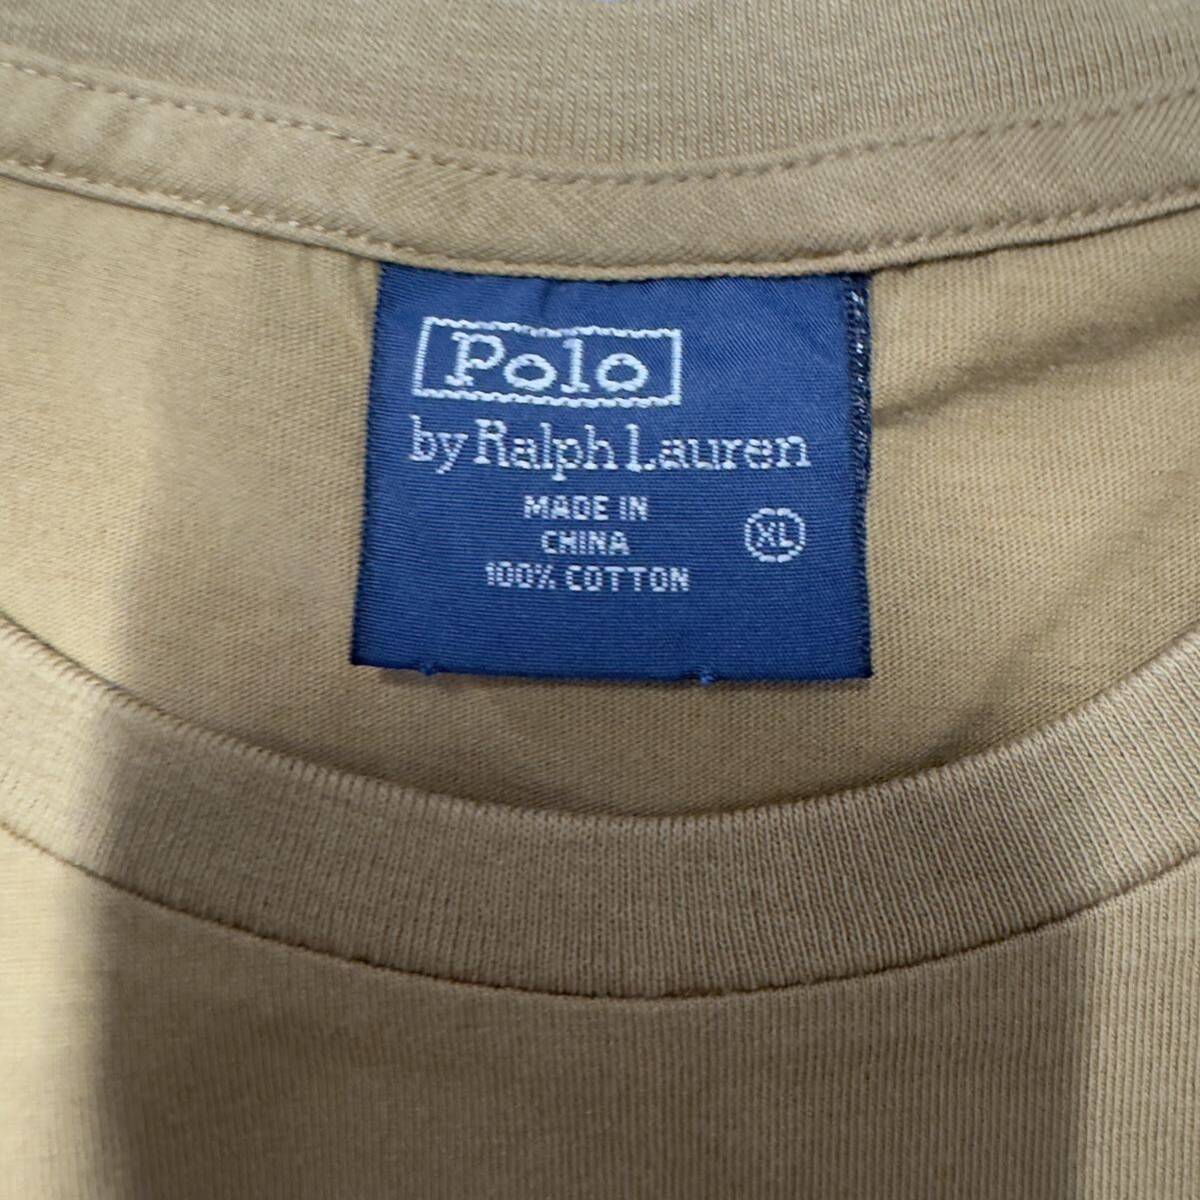 Polo
by Ralph Lauren
MADE IN
CHINA
XL
100% COTTON